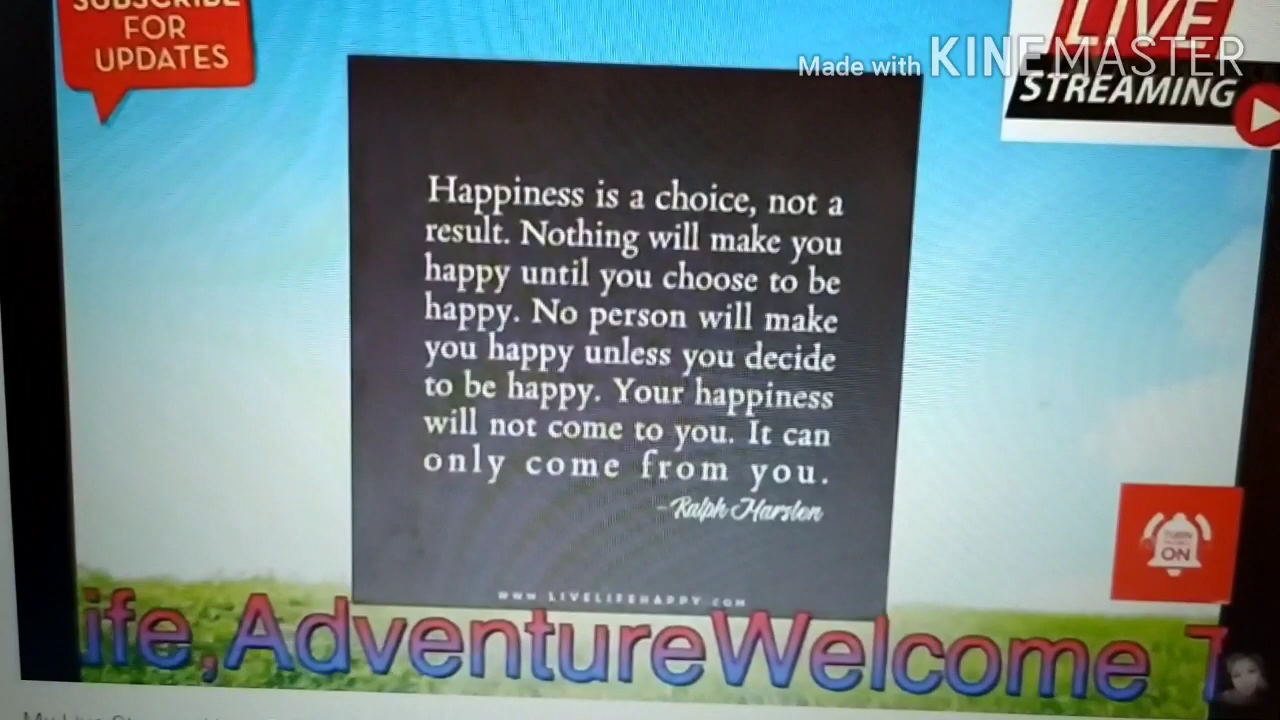 SUBSCRIBE
FOR
UPDATES
LIVE
STREAMING
Made with KINEMASTER
Happiness is a choice, not a
result. Nothing will make you
happy until you choose to be
happy. No person will make
you happy unless you decide
to be happy. Your happiness
will not come to you. It can
only come from you.
-Ralph Marston
WWW.LIVELIFEHAPPY.COM
TURN
ON
ife,AdventureWelcome T